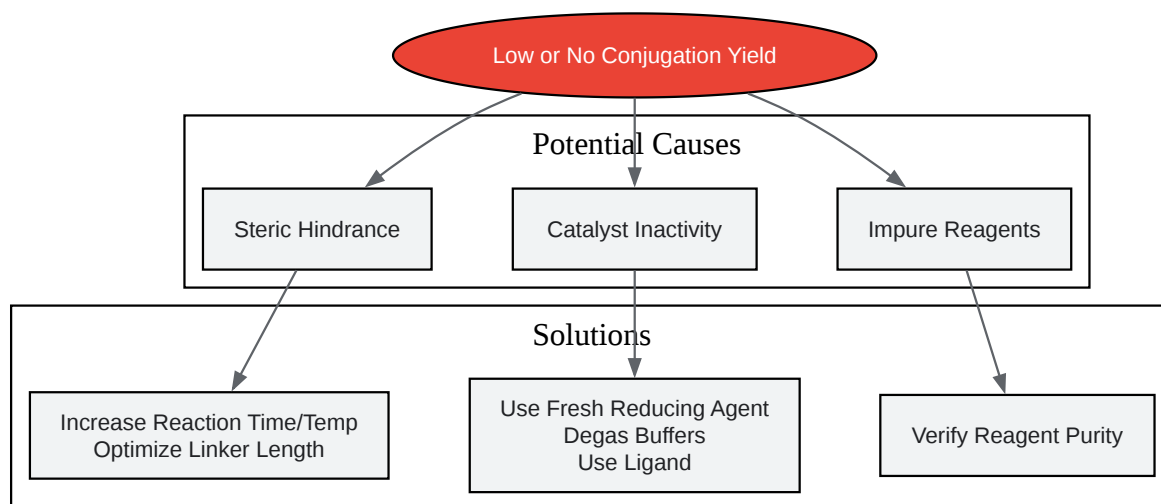 Low or No Conjugation Yield
Potential Causes
Steric Hindrance
Catalyst Inactivity
Impure Reagents
Solutions
Increase Reaction Time/Temp
Optimize Linker Length
Use Fresh Reducing Agent
Degas Buffers
Use Ligand
Verify Reagent Purity